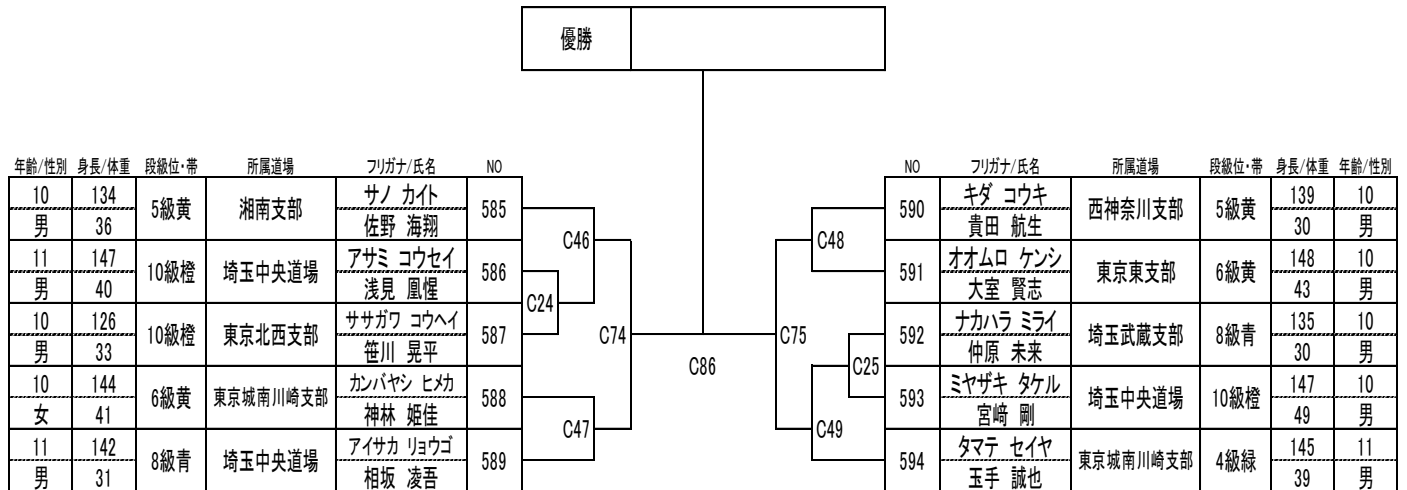 優勝
年齢/性別 身長/体重 段級位・帯 所属道場 フリガナ/氏名 NO
10 134 5級黄 湘南支部 サノ カイト 585
男 36 佐野 海翔
11 147 10級橙 埼玉中央道場 アサミ コウセイ 586
男 40 浅見 凰惺
10 126 10級橙 東京北西支部 ササガワ コウヘイ 587
男 33 笹川 晃平
10 144 6級黄 東京城南川崎支部 カンバヤシ ヒメカ 588
女 41 神林 姫佳
11 142 8級青 埼玉中央道場 アイサカ リョウゴ 589
男 31 相坂 凌吾
C46
C24
C74
C47
C86
C48
C75
C25
C49
NO フリガナ/氏名 所属道場 段級位・帯 身長/体重 年齢/性別
590 キダ コウキ 西神奈川支部 5級黄 139 10
貴田 航生 30 男
591 オオムロ ケンシ 東京東支部 6級黄 148 10
大室 賢志 43 男
592 ナカハラ ミライ 埼玉武蔵支部 8級青 135 10
仲原 未来 30 男
593 ミヤザキ タケル 埼玉中央道場 10級橙 147 10
宮﨑 剛 49 男
594 タマテ セイヤ 東京城南川崎支部 4級緑 145 11
玉手 誠也 39 男